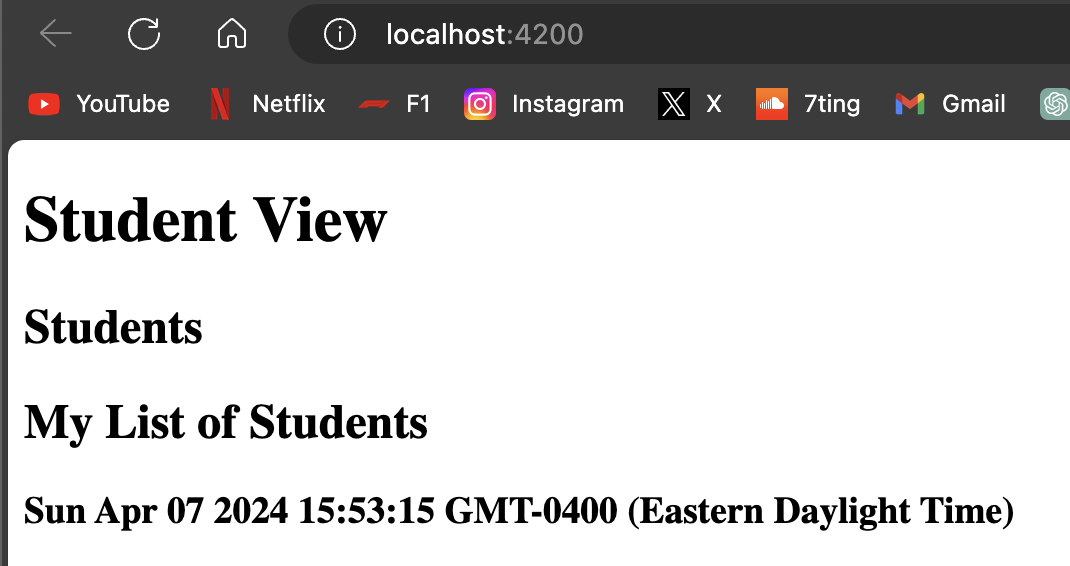 localhost:4200
YouTube Netflix F1 Instagram X 7ting Gmail
Student View
Students
My List of Students
Sun Apr 07 2024 15:53:15 GMT-0400 (Eastern Daylight Time)